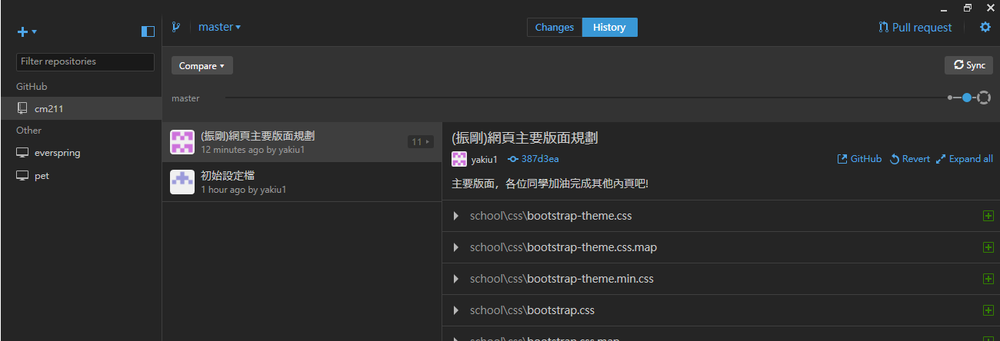 master
Changes
History
Pull request
Filter repositories
GitHub
cm211
Other
everspring
pet
Compare
Sync
master
(振剛)網頁主要版面規劃
12 minutes ago by yakiu1
11
初始設定檔
1 hour ago by yakiu1
(振剛)網頁主要版面規劃
yakiu1 387d3ea
GitHub Revert Expand all
主要版面，各位同學加油完成其他內頁吧!
school\css\bootstrap-theme.css
school\css\bootstrap-theme.css.map
school\css\bootstrap-theme.min.css
school\css\bootstrap.css
school\css\bootstrap.css.map